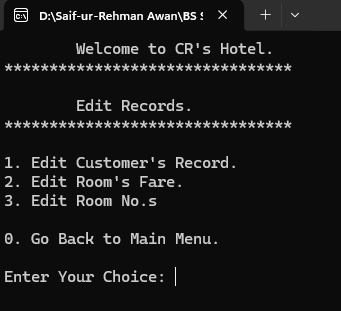 D:\Saif-ur-Rehman Awan\BS S
Welcome to CR's Hotel.
********************************
Edit Records.
********************************
1. Edit Customer's Record.
2. Edit Room's Fare.
3. Edit Room No.s
0. Go Back to Main Menu.
Enter Your Choice: